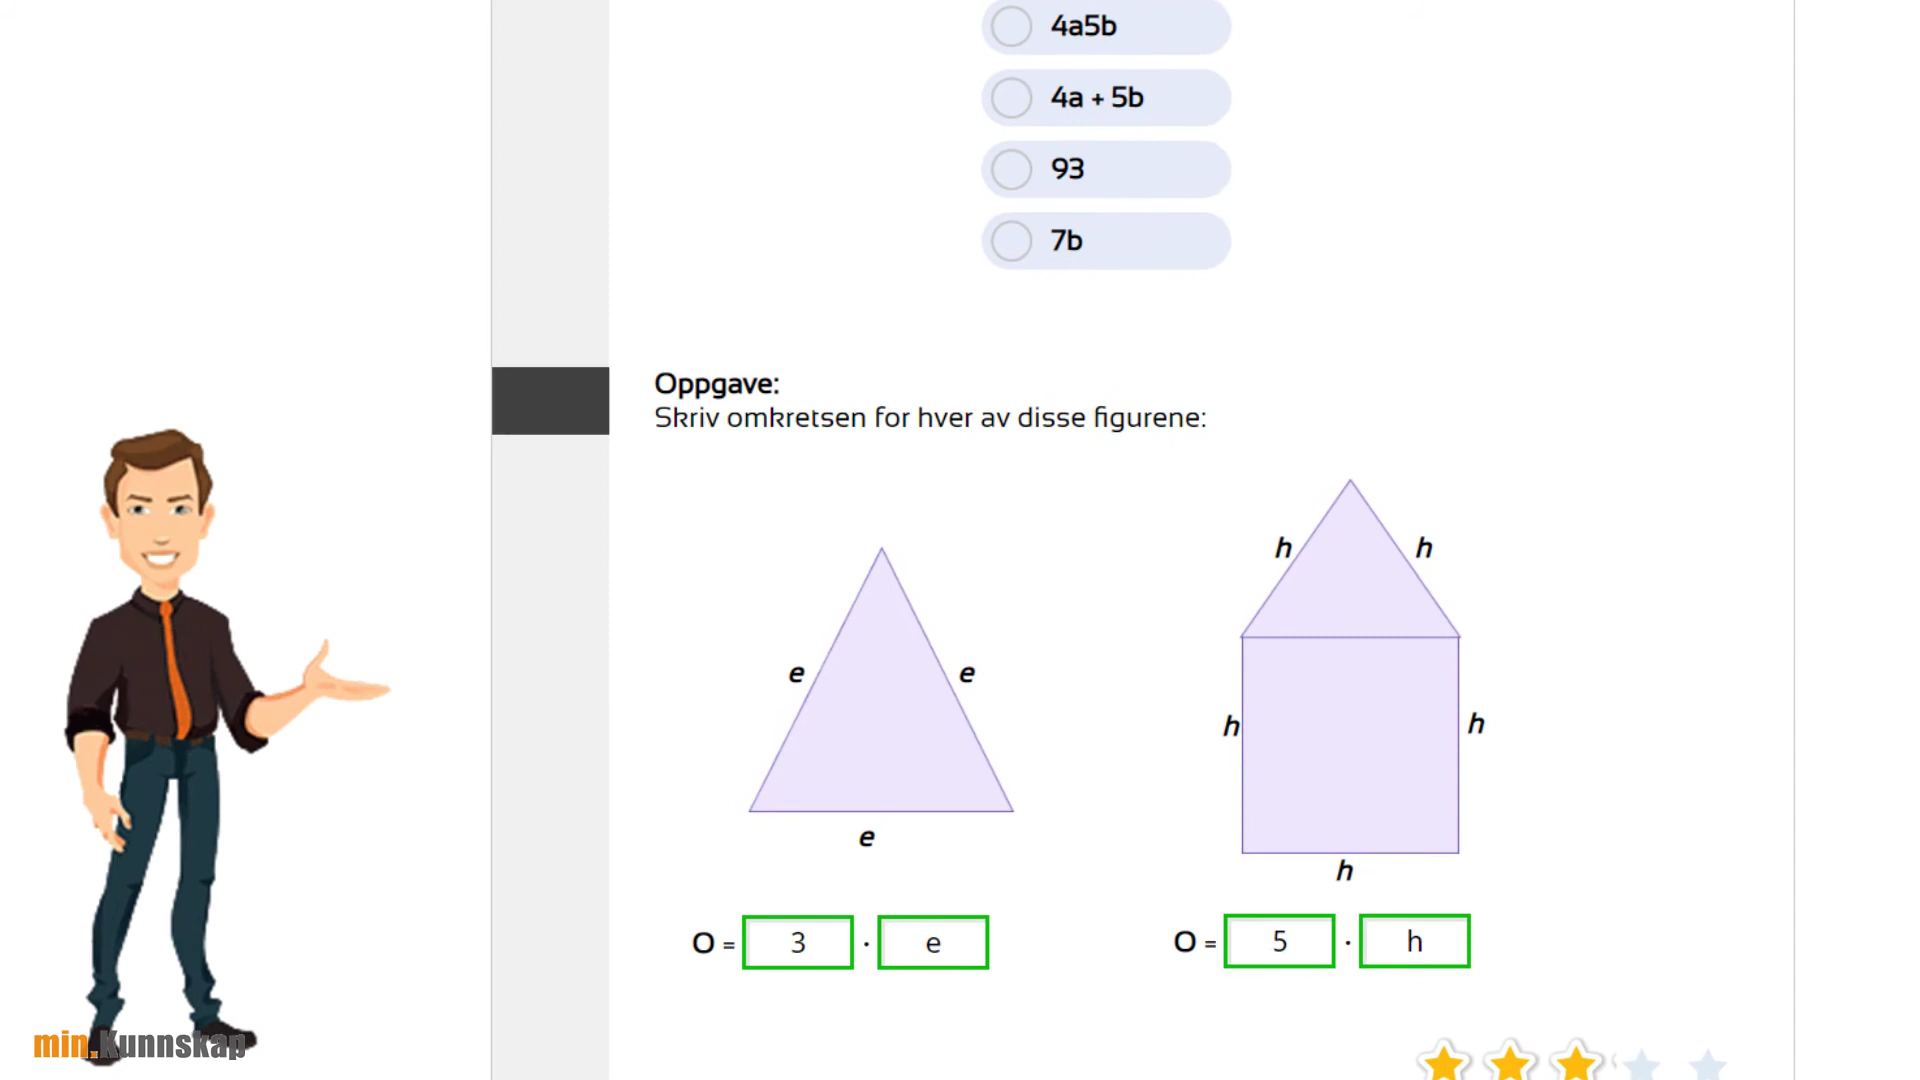 4a5b
4a + 5b
93
7b
Oppgave:
Skriv omkretsen for hver av disse figurene:
h h
e e
h h
e
h
O = 3 · e
O = 5 · h
min.Kunnskap